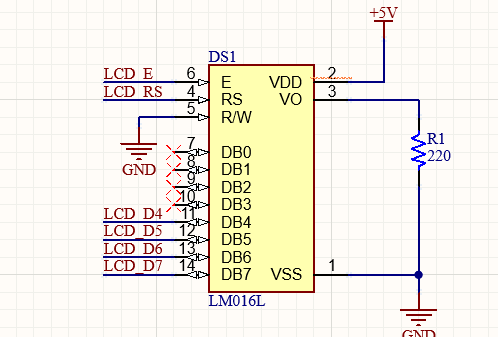 +5V
DS1
LCD_E 6 E VDD 2
LCD_RS 4 RS VO 3
5 R/W
R1
220
GND
7 DB0
8 DB1
9 DB2
10 DB3
LCD_D4 11 DB4
LCD_D5 12 DB5
LCD_D6 13 DB6
LCD_D7 14 DB7 VSS 1
LM016L
GND